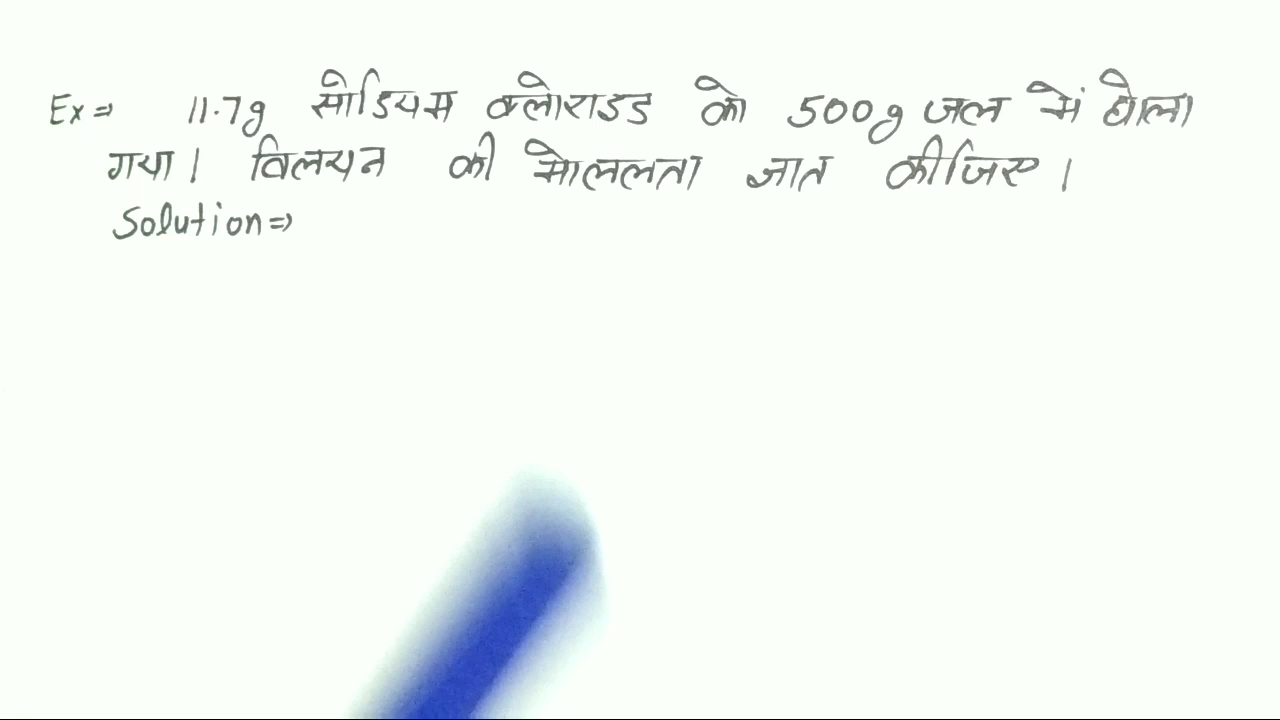 Ex⇒ 11.7g सोडियम क्लोराइड को 500g जल में घोला
गया। विलयन की मोललता ज्ञात कीजिए।
Solution⇒